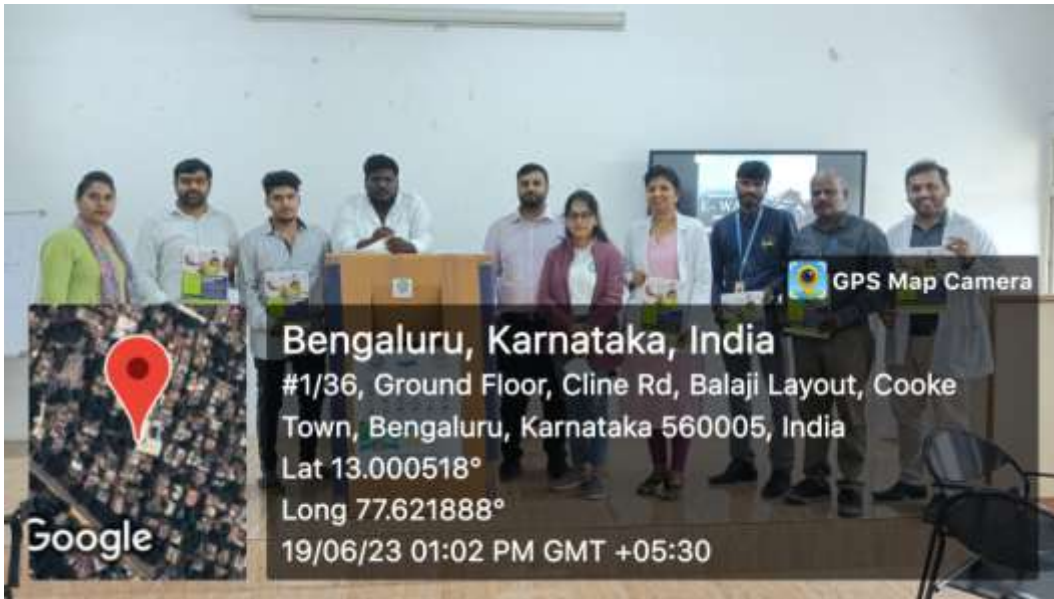 GPS Map Camera
Bengaluru, Karnataka, India
#1/36, Ground Floor, Cline Rd, Balaji Layout, Cooke
Town, Bengaluru, Karnataka 560005, India
Lat 13.000518°
Long 77.621888°
19/06/23 01:02 PM GMT +05:30
Google